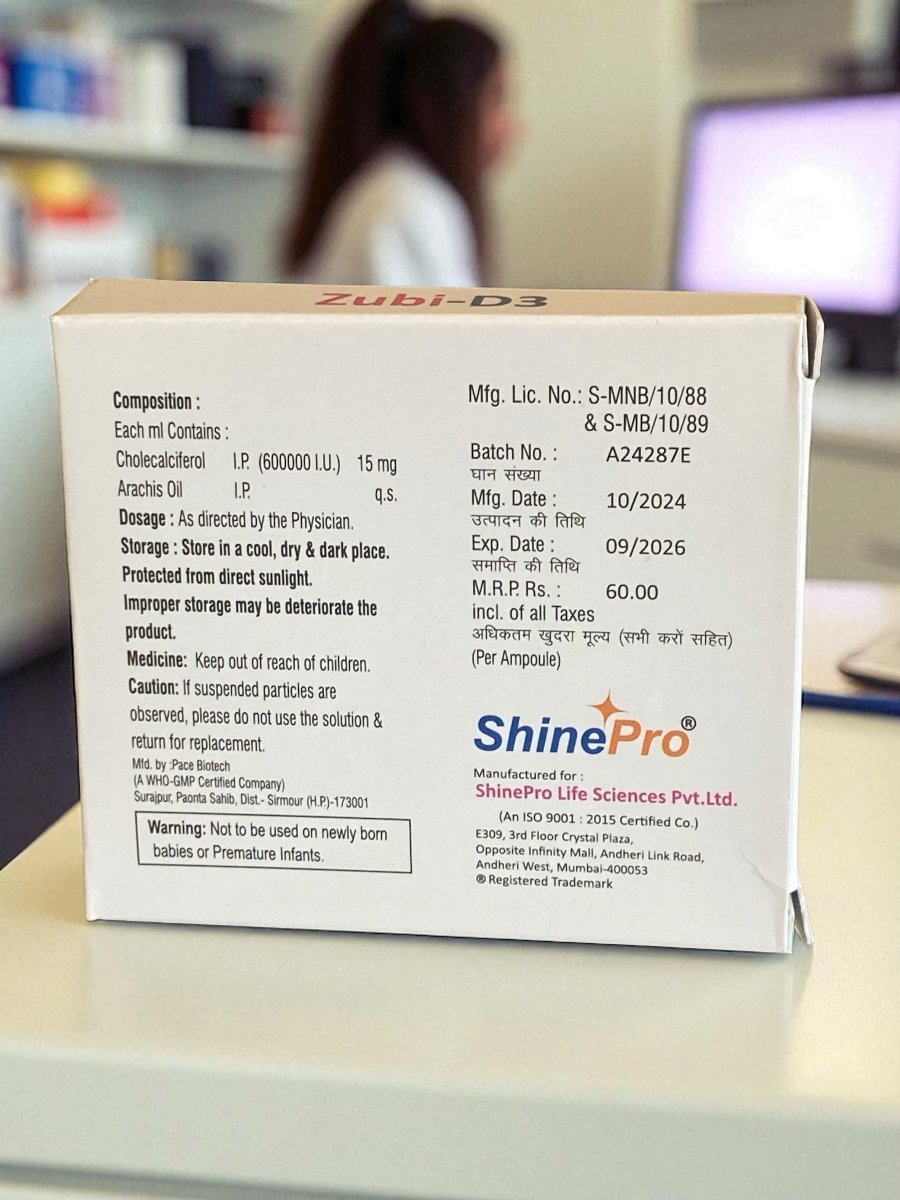 Zubi-D3
Composition :
Each ml Contains :
Cholecalciferol I.P. (600000 I.U.) 15 mg
Arachis Oil I.P. q.s.
Dosage : As directed by the Physician.
Storage : Store in a cool, dry & dark place.
Protected from direct sunlight.
Improper storage may be deteriorate the
product.
Medicine: Keep out of reach of children.
Caution: If suspended particles are
observed, please do not use the solution &
return for replacement.
Mfd. by :Pace Biotech
(A WHO-GMP Certified Company)
Surajpur, Paonta Sahib, Dist.- Sirmour (H.P.)-173001
Warning: Not to be used on newly born
babies or Premature Infants.
Mfg. Lic. No.: S-MNB/10/88
& S-MB/10/89
Batch No. : A24287E
घान संख्या
Mfg. Date : 10/2024
उत्पादन की तिथि
Exp. Date : 09/2026
समाप्ति की तिथि
M.R.P. Rs. : 60.00
incl. of all Taxes
अधिकतम खुदरा मूल्य (सभी करों सहित)
(Per Ampoule)
ShinePro®
Manufactured for :
ShinePro Life Sciences Pvt.Ltd.
(An ISO 9001 : 2015 Certified Co.)
E309, 3rd Floor Crystal Plaza,
Opposite Infinity Mall, Andheri Link Road,
Andheri West, Mumbai-400053
® Registered Trademark